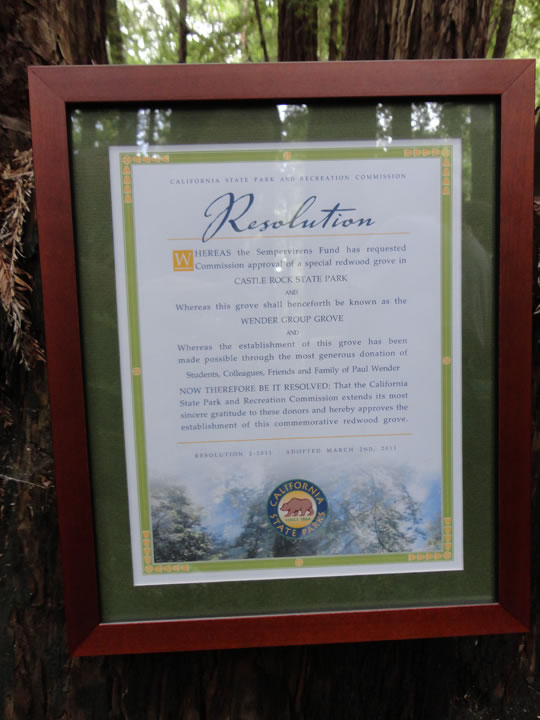 CALIFORNIA STATE PARK AND RECREATION COMMISSION
Resolution
WHEREAS the Sempervirens Fund has requested
Commission approval of a special redwood grove in
CASTLE ROCK STATE PARK
AND
Whereas this grove shall henceforth be known as the
WENDER GROUP GROVE
AND
Whereas the establishment of this grove has been
made possible through the most generous donation of
Students, Colleagues, Friends and Family of Paul Wender
NOW THEREFORE BE IT RESOLVED: That the California
State Park and Recreation Commission extends its most
sincere gratitude to these donors and hereby approves the
establishment of this commemorative redwood grove.
RESOLUTION 2-2011 ADOPTED MARCH 2ND, 2011
CALIFORNIA
SINCE 1864
STATE PARKS